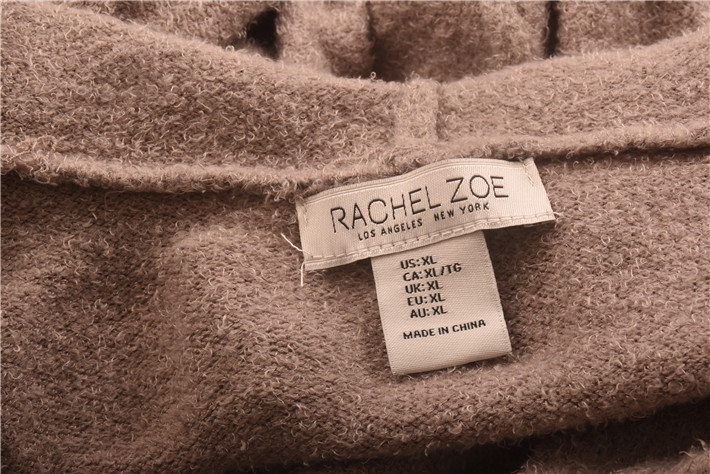 RACHEL ZOE
LOS ANGELES NEW YORK
US: XL
CA: XL/TG
UK: XL
EU: XL
AU: XL
MADE IN CHINA